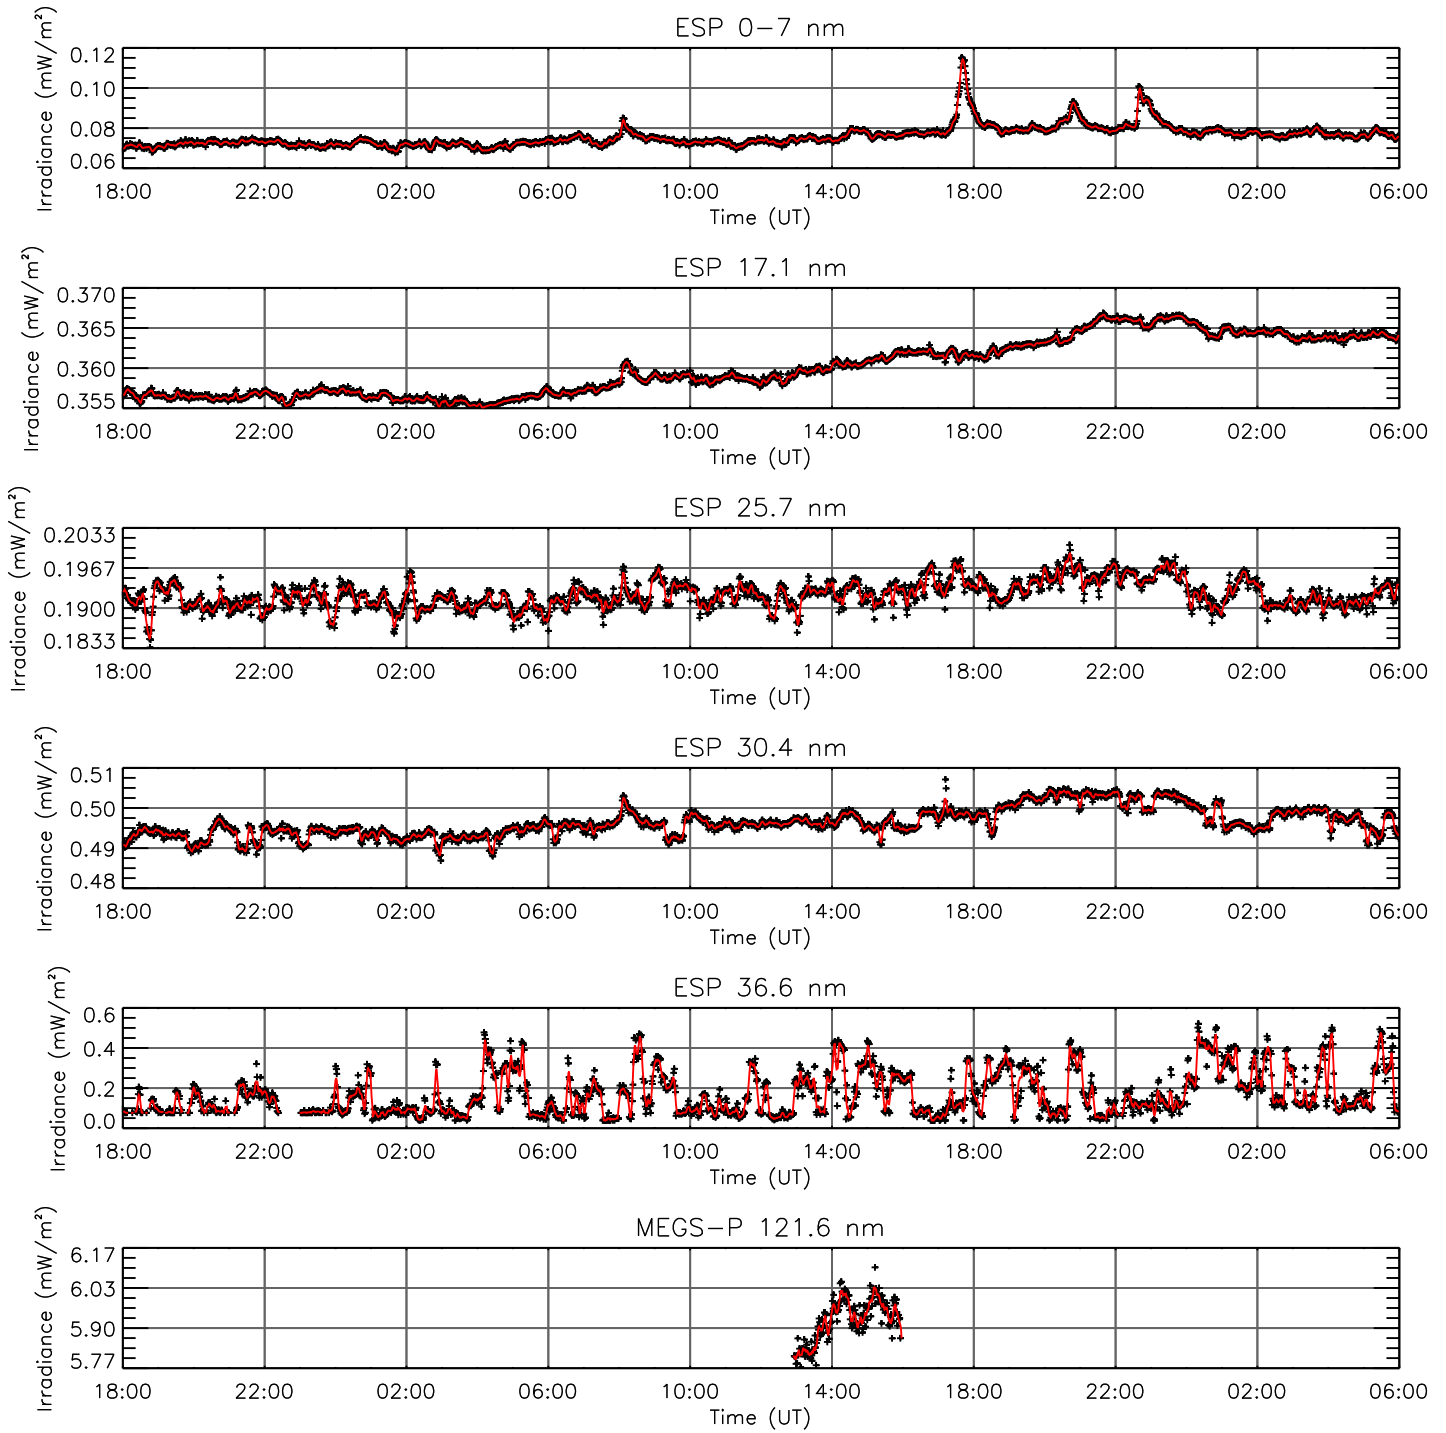 ESP 0−7 nm
Irradiance (mW/m²)
0.12
0.10
0.08
0.06
18:00 22:00 02:00 06:00 10:00 14:00 18:00 22:00 02:00 06:00
Time (UT)
ESP 17.1 nm
Irradiance (mW/m²)
0.370
0.365
0.360
0.355
18:00 22:00 02:00 06:00 10:00 14:00 18:00 22:00 02:00 06:00
Time (UT)
ESP 25.7 nm
Irradiance (mW/m²)
0.2033
0.1967
0.1900
0.1833
18:00 22:00 02:00 06:00 10:00 14:00 18:00 22:00 02:00 06:00
Time (UT)
ESP 30.4 nm
Irradiance (mW/m²)
0.51
0.50
0.49
0.48
18:00 22:00 02:00 06:00 10:00 14:00 18:00 22:00 02:00 06:00
Time (UT)
ESP 36.6 nm
Irradiance (mW/m²)
0.6
0.4
0.2
0.0
18:00 22:00 02:00 06:00 10:00 14:00 18:00 22:00 02:00 06:00
Time (UT)
MEGS−P 121.6 nm
Irradiance (mW/m²)
6.17
6.03
5.90
5.77
18:00 22:00 02:00 06:00 10:00 14:00 18:00 22:00 02:00 06:00
Time (UT)